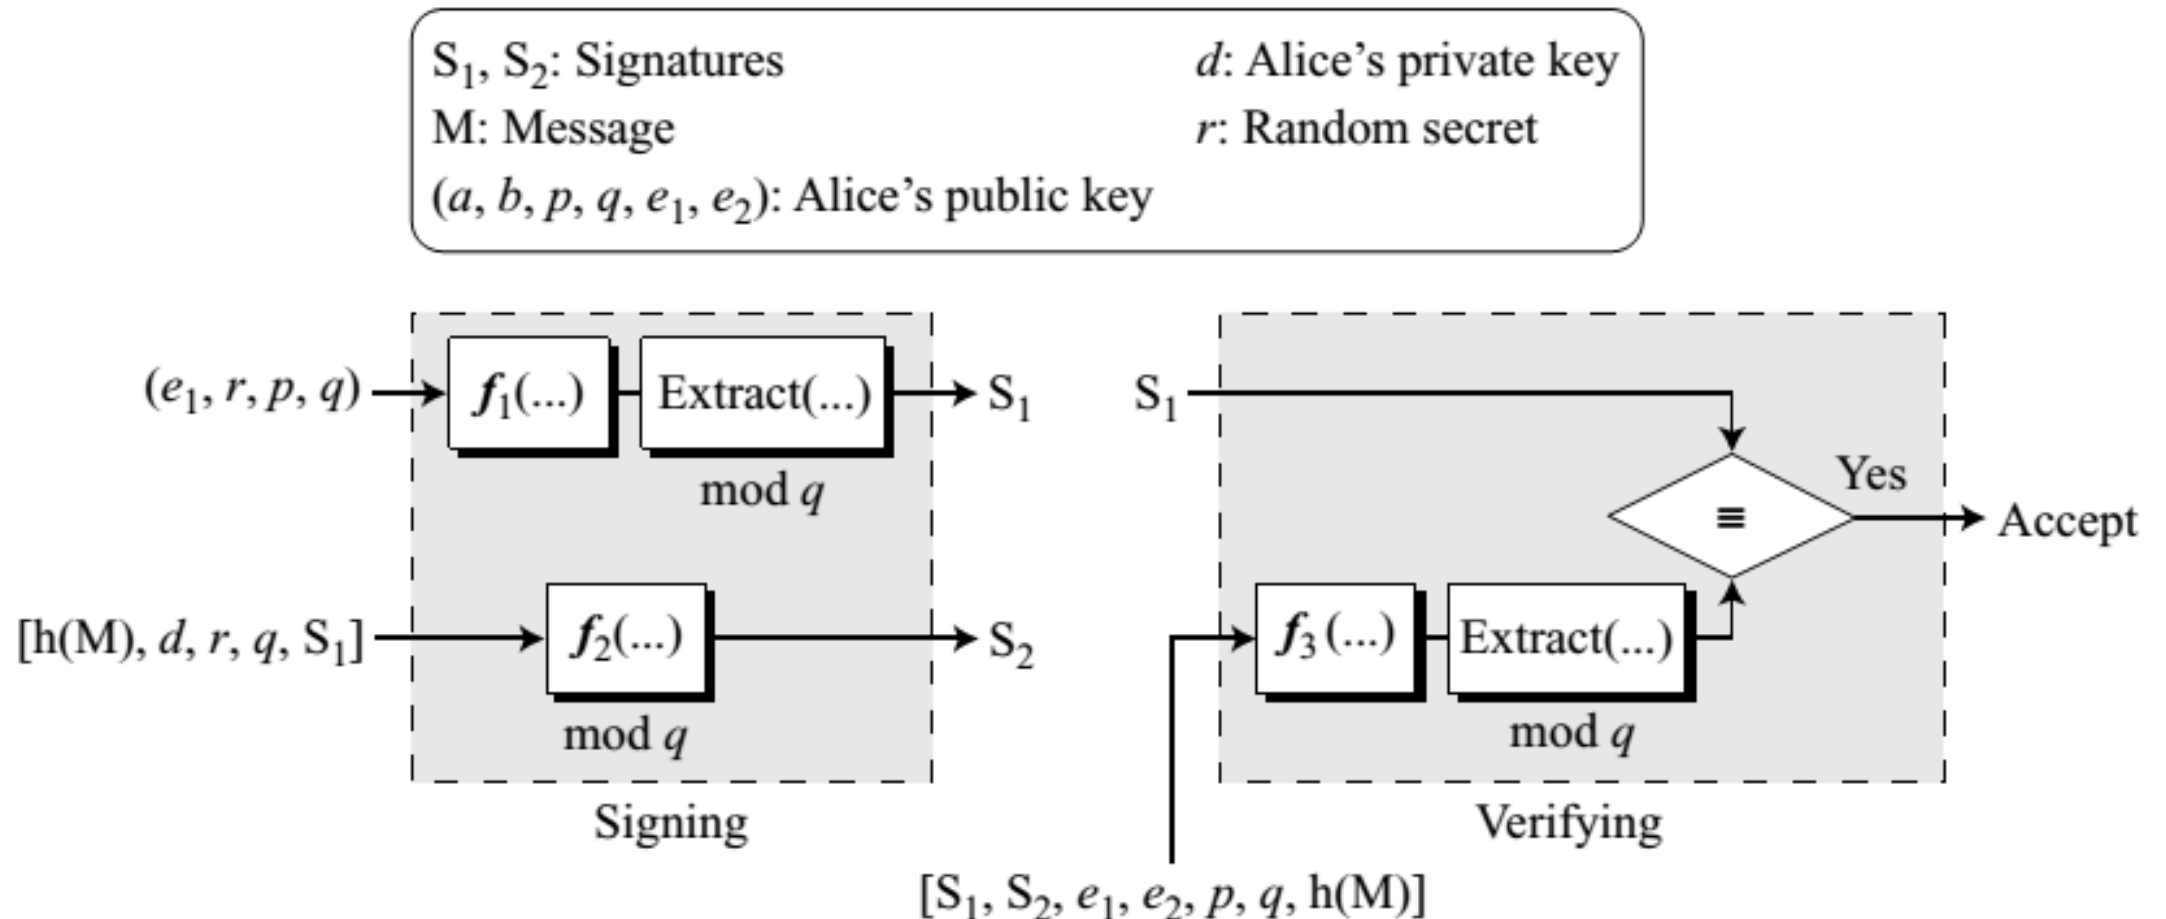 S₁, S₂: Signatures
d: Alice's private key
M: Message
r: Random secret
(a, b, p, q, e₁, e₂): Alice's public key
(e₁, r, p, q)
f₁(...)
Extract(...)
mod q
S₁
[h(M), d, r, q, S₁]
f₂(...)
mod q
S₂
Signing
S₁
≡
Yes
Accept
f₃(...)
Extract(...)
mod q
Verifying
[S₁, S₂, e₁, e₂, p, q, h(M)]